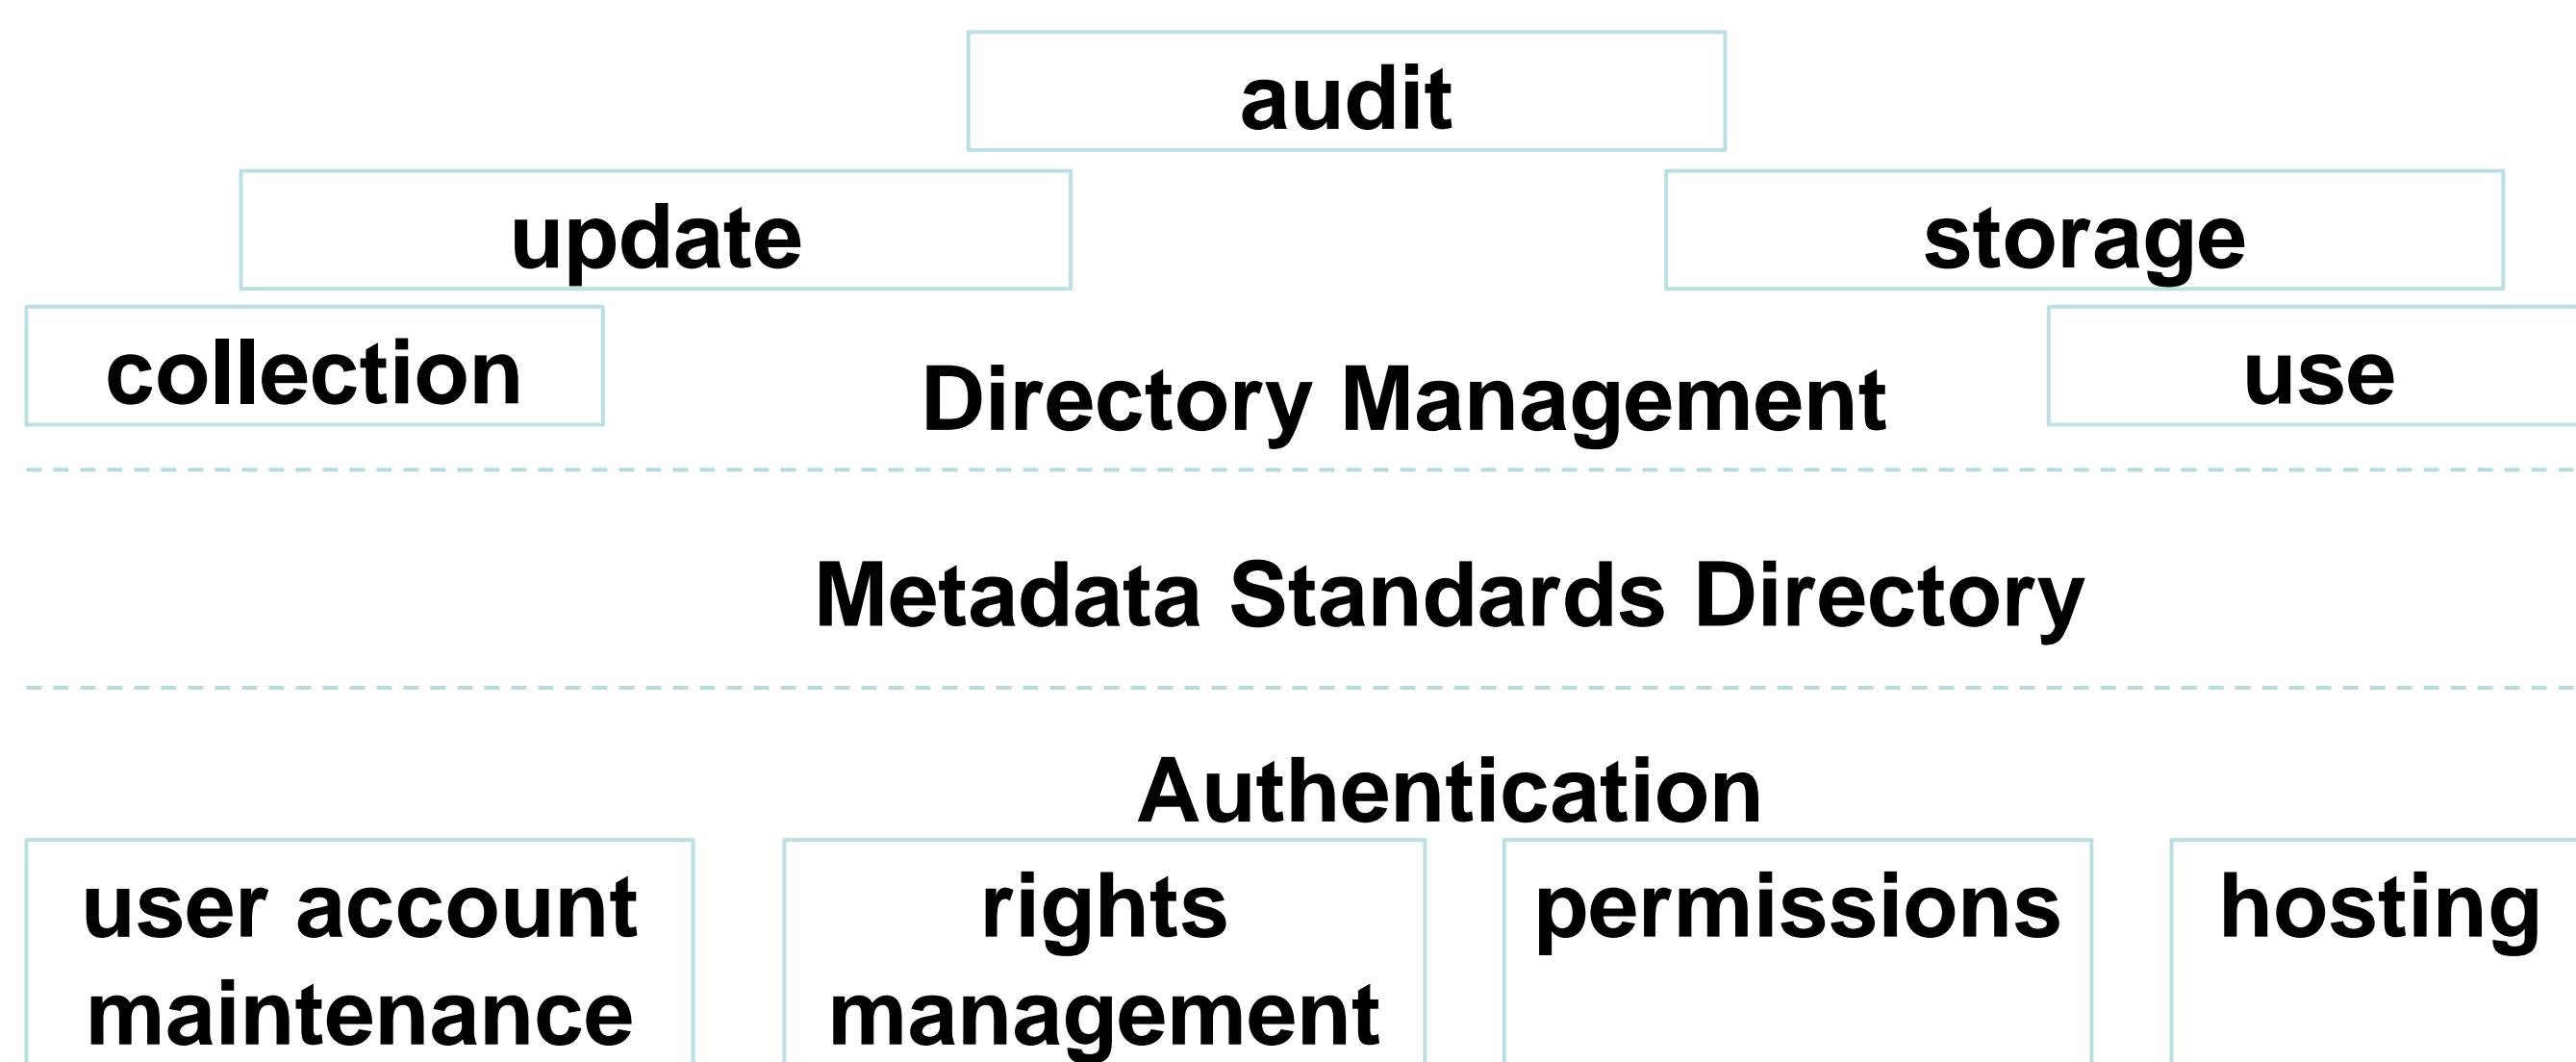 audit
update
storage
collection
Directory Management
use
Metadata Standards Directory
Authentication
user account
maintenance
rights
management
permissions
hosting